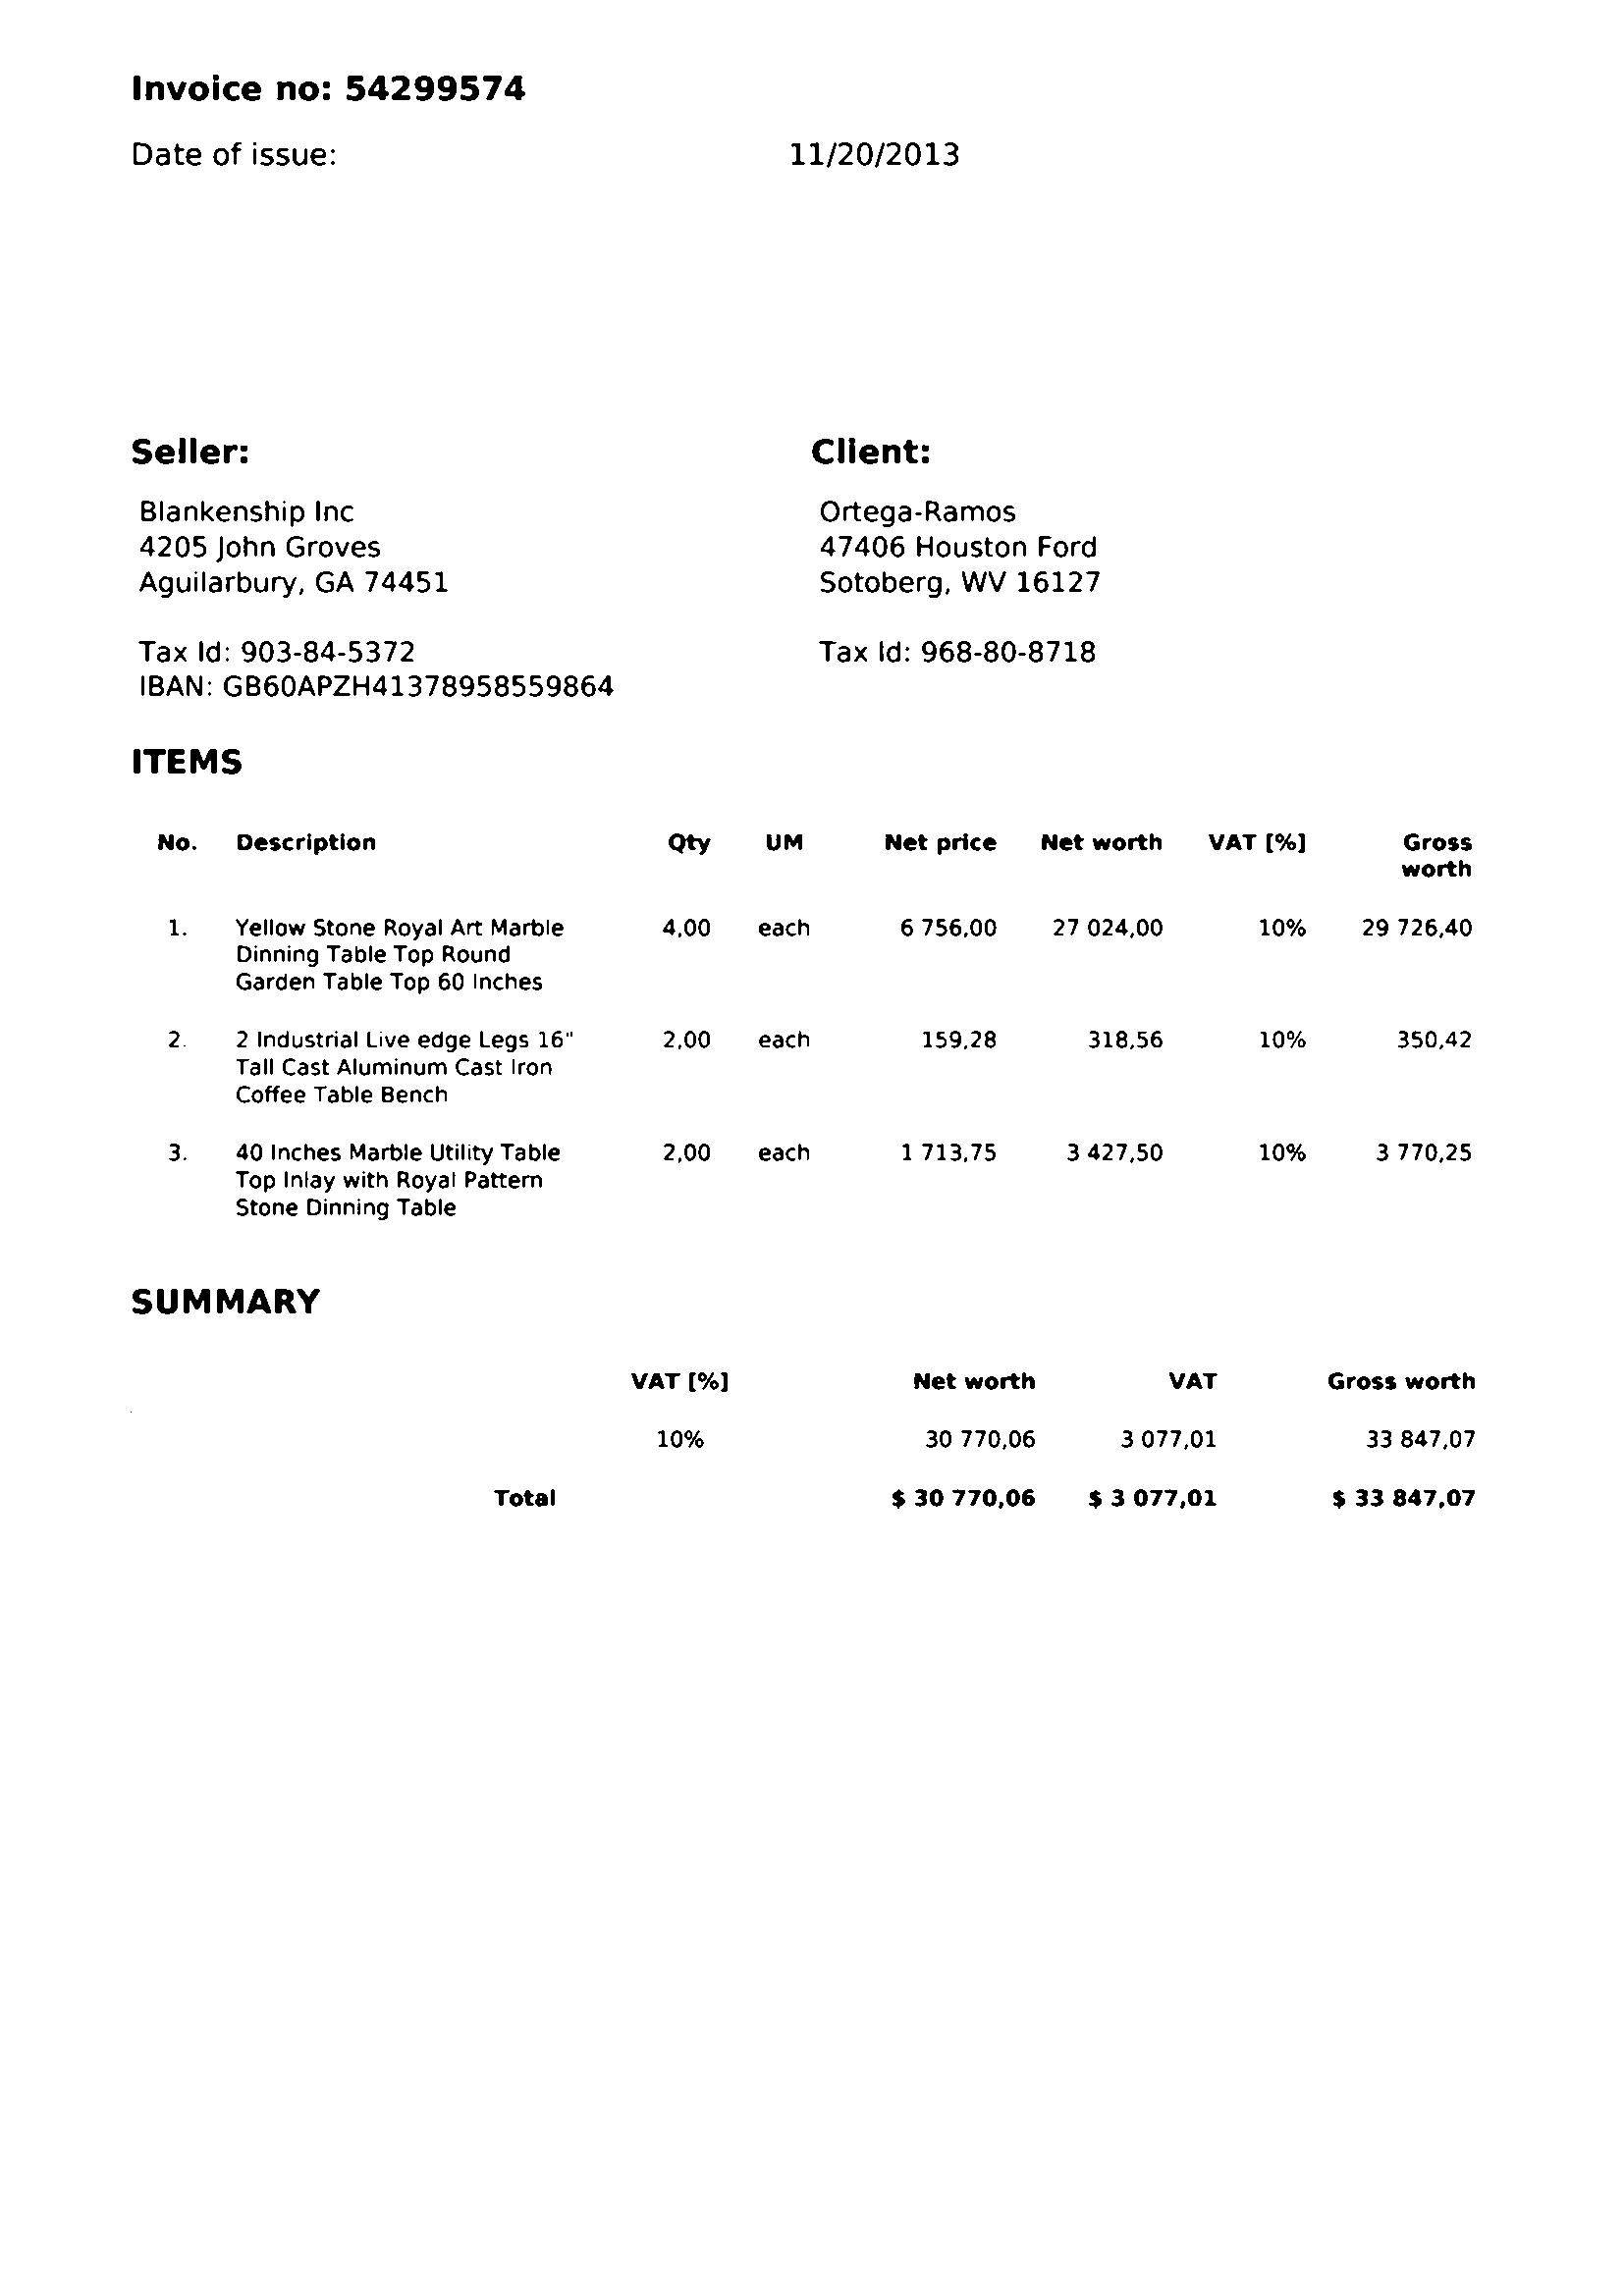 Invoice no: 54299574
Date of issue: 11/20/2013
Seller:
Blankenship Inc
4205 John Groves
Aguilarbury, GA 74451
Tax Id: 903-84-5372
IBAN: GB60APZH41378958559864
Client:
Ortega-Ramos
47406 Houston Ford
Sotoberg, WV 16127
Tax Id: 968-80-8718
ITEMS
No. Description Qty UM Net price Net worth VAT [%] Gross
worth
1. Yellow Stone Royal Art Marble 4,00 each 6 756,00 27 024,00 10% 29 726,40
Dinning Table Top Round
Garden Table Top 60 Inches
2. 2 Industrial Live edge Legs 16" 2,00 each 159,28 318,56 10% 350,42
Tall Cast Aluminum Cast Iron
Coffee Table Bench
3. 40 Inches Marble Utility Table 2,00 each 1 713,75 3 427,50 10% 3 770,25
Top Inlay with Royal Pattern
Stone Dinning Table
SUMMARY
VAT [%] Net worth VAT Gross worth
10% 30 770,06 3 077,01 33 847,07
Total $ 30 770,06 $ 3 077,01 $ 33 847,07